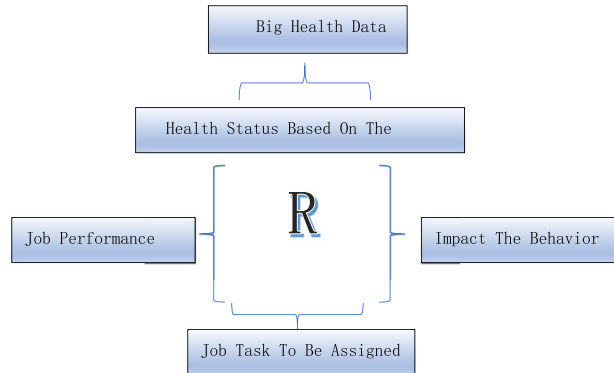 Big Health Data
Health Status Based On The
R
Job Performance
Impact The Behavior
Job Task To Be Assigned